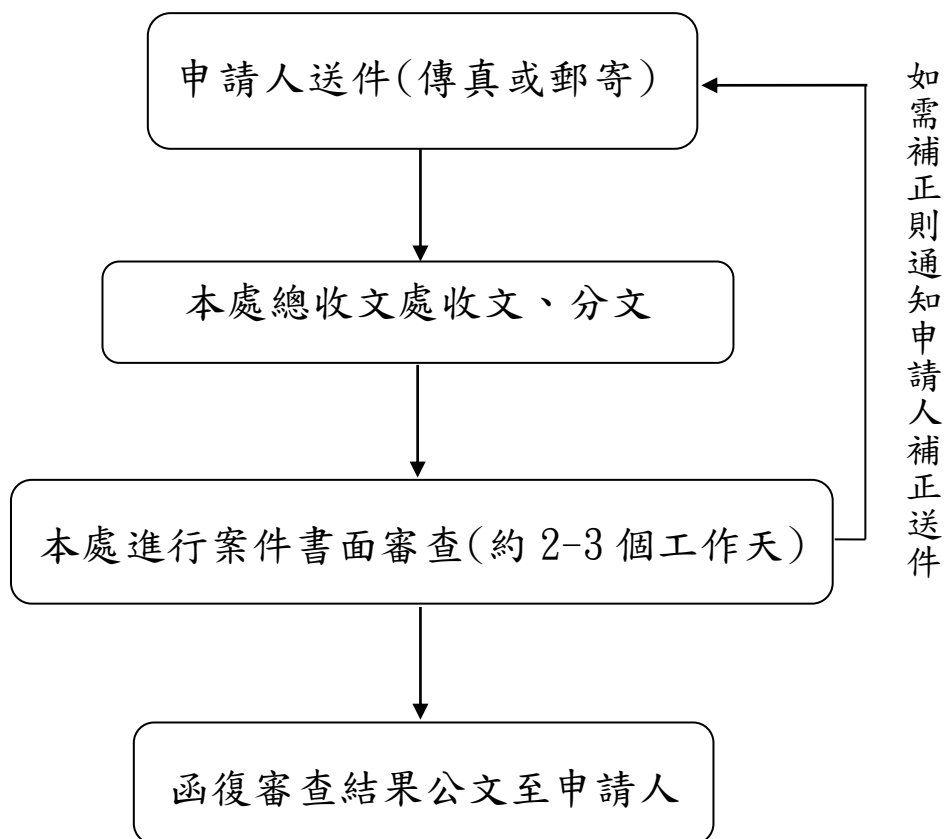 申請人送件(傳真或郵寄)
如需補正則通知申請人補正送件
本處總收文處收文、分文
本處進行案件書面審查(約 2-3 個工作天)
函復審查結果公文至申請人